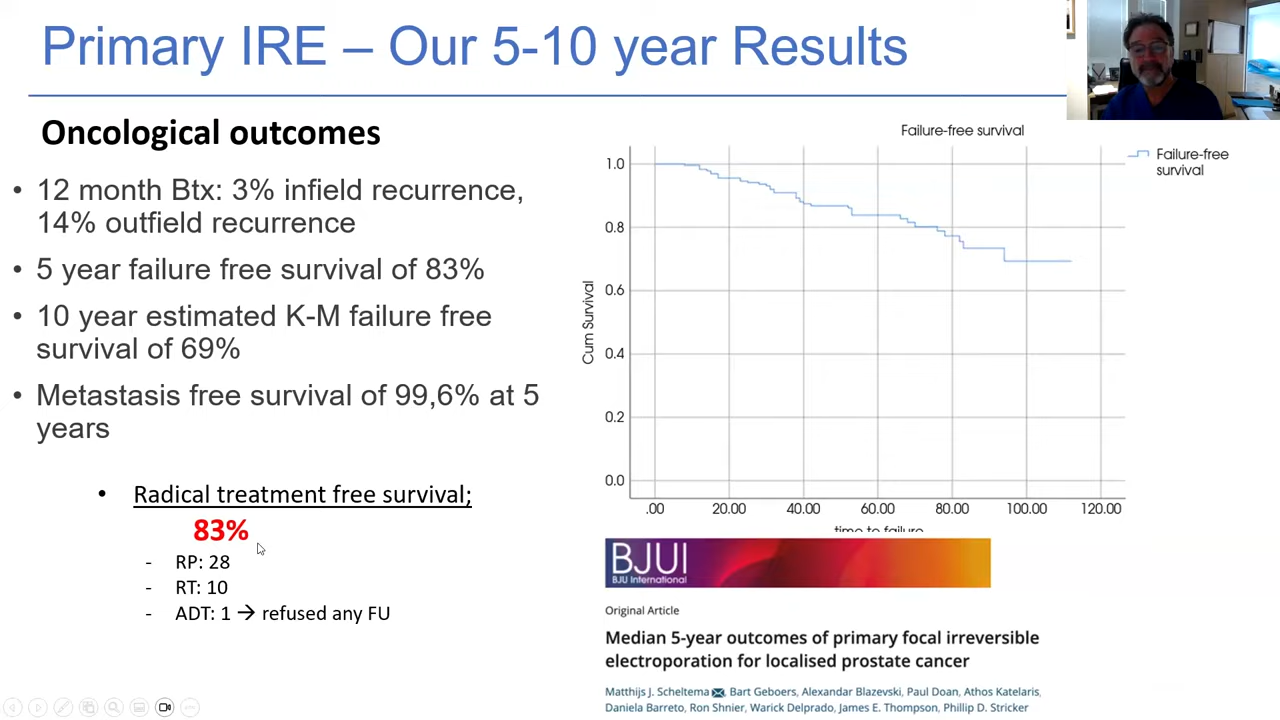 Primary IRE – Our 5-10 year Results
Oncological outcomes
• 12 month Btx: 3% infield recurrence,
14% outfield recurrence
• 5 year failure free survival of 83%
• 10 year estimated K-M failure free
survival of 69%
• Metastasis free survival of 99,6% at 5
years
• Radical treatment free survival;
83%
- RP: 28
- RT: 10
- ADT: 1 → refused any FU
Failure-free survival
Failure-free
survival
Cum Survival
1.0
0.8
0.6
0.4
0.2
0.0
.00 20.00 40.00 60.00 80.00 100.00 120.00
time to failure
BJUI
BJU International
Original Article
Median 5-year outcomes of primary focal irreversible
electroporation for localised prostate cancer
Matthijs J. Scheltema, Bart Geboers, Alexandar Blazevski, Paul Doan, Athos Katelaris,
Daniela Barreto, Ron Shnier, Warick Delprado, James E. Thompson, Phillip D. Stricker